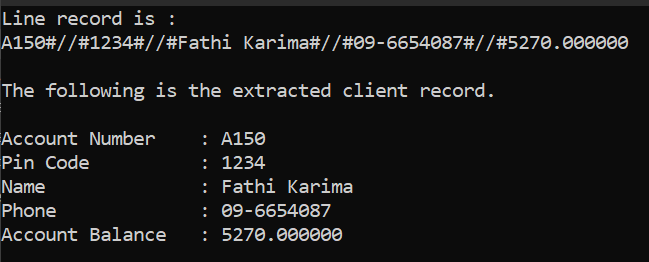 Line record is :
A150#//#1234#//#Fathi Karima#//#09-6654087#//#5270.000000
The following is the extracted client record.
Account Number : A150
Pin Code : 1234
Name : Fathi Karima
Phone : 09-6654087
Account Balance : 5270.000000